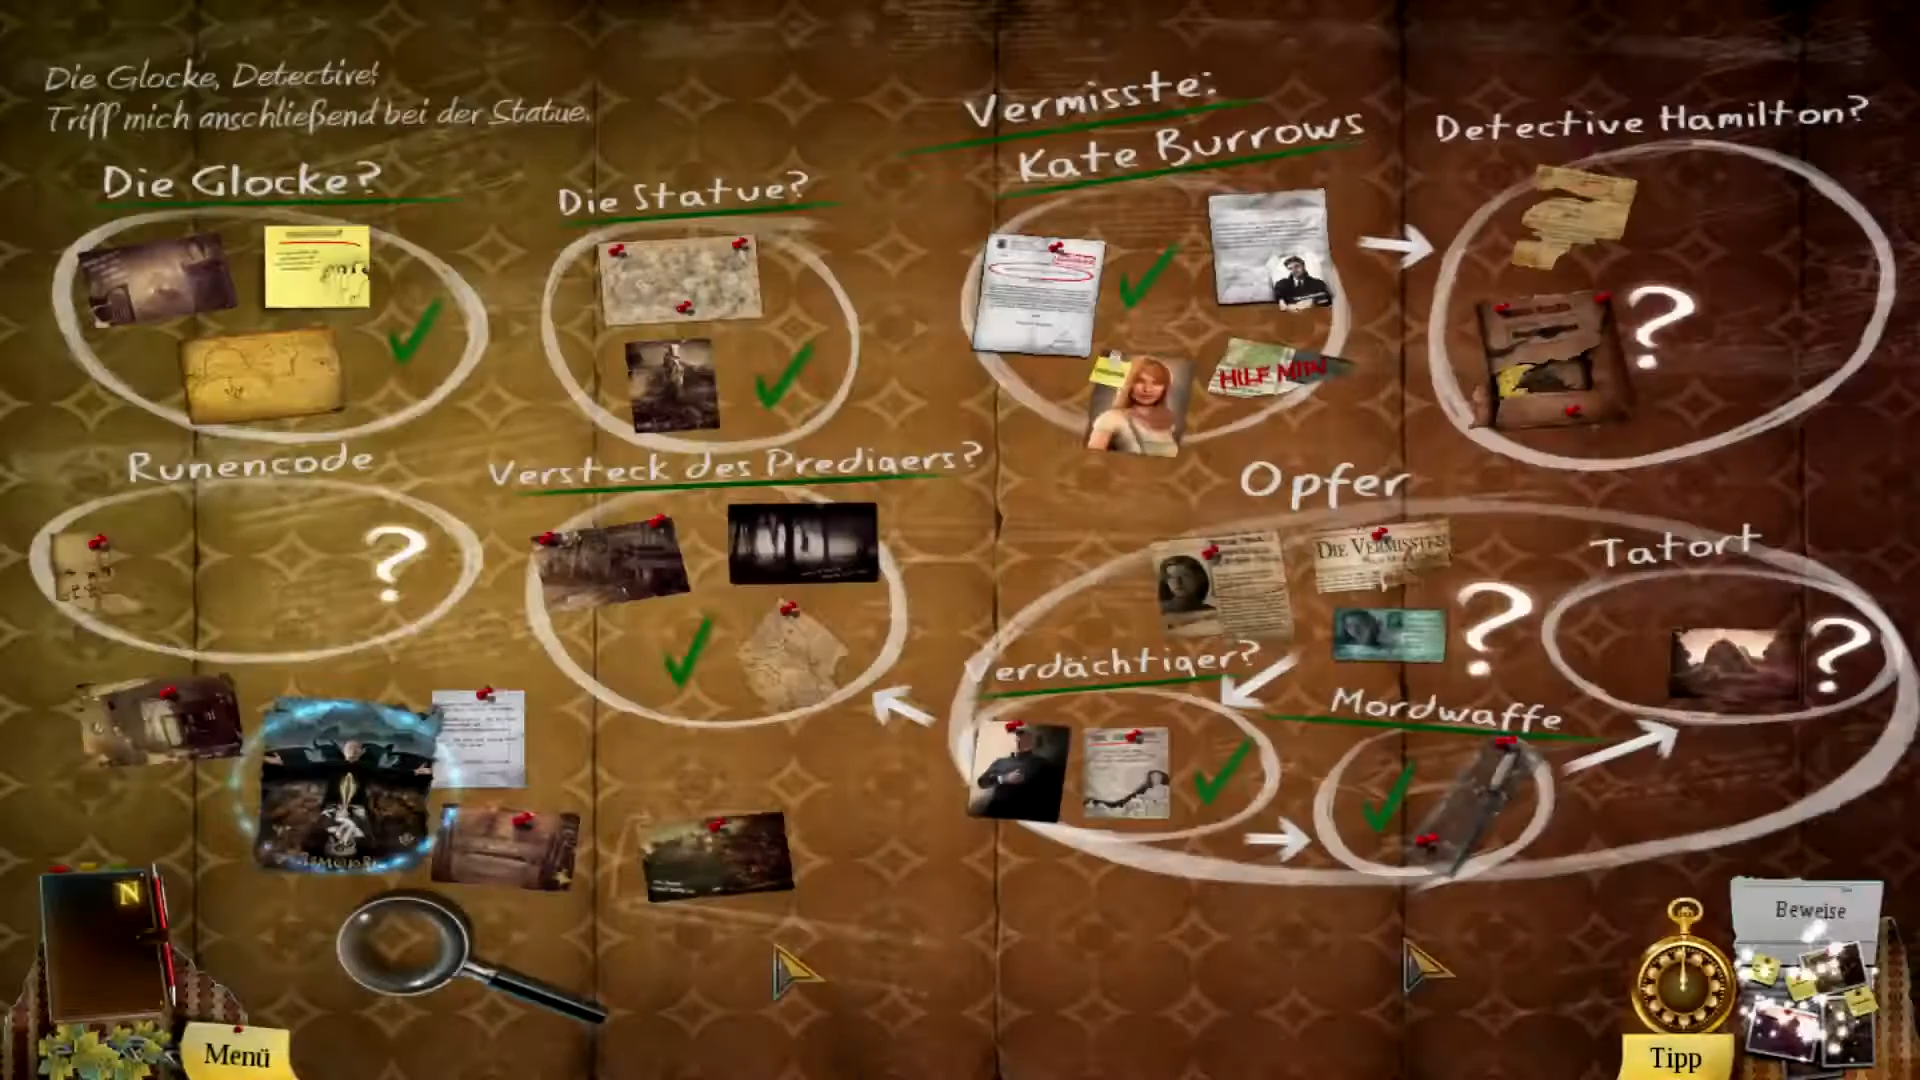 Die Glocke, Detective!
Triff mich anschließend bei der Statue.
Die Glocke?
Die Statue?
Vermisste:
Kate Burrows
Detective Hamilton?
HILF
Runencode
?
Versteck des Predigers?
Opfer
DIE VERMISSTEN
Tatort
?
?
?
Verdächtiger?
Mordwaffe
N
Menü
Beweise
Tipp